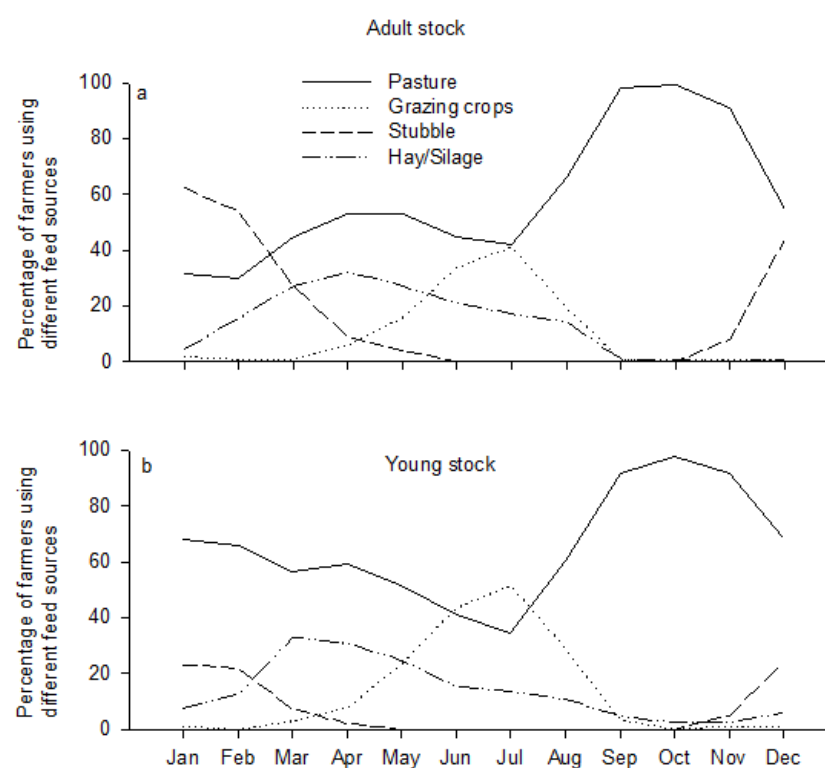 Adult stock
a
Pasture
Grazing crops
Stubble
Hay/Silage
Percentage of farmers using
different feed sources
100
80
60
40
20
0
b
Young stock
Percentage of farmers using
different feed sources
100
80
60
40
20
0
Jan Feb Mar Apr May Jun Jul Aug Sep Oct Nov Dec